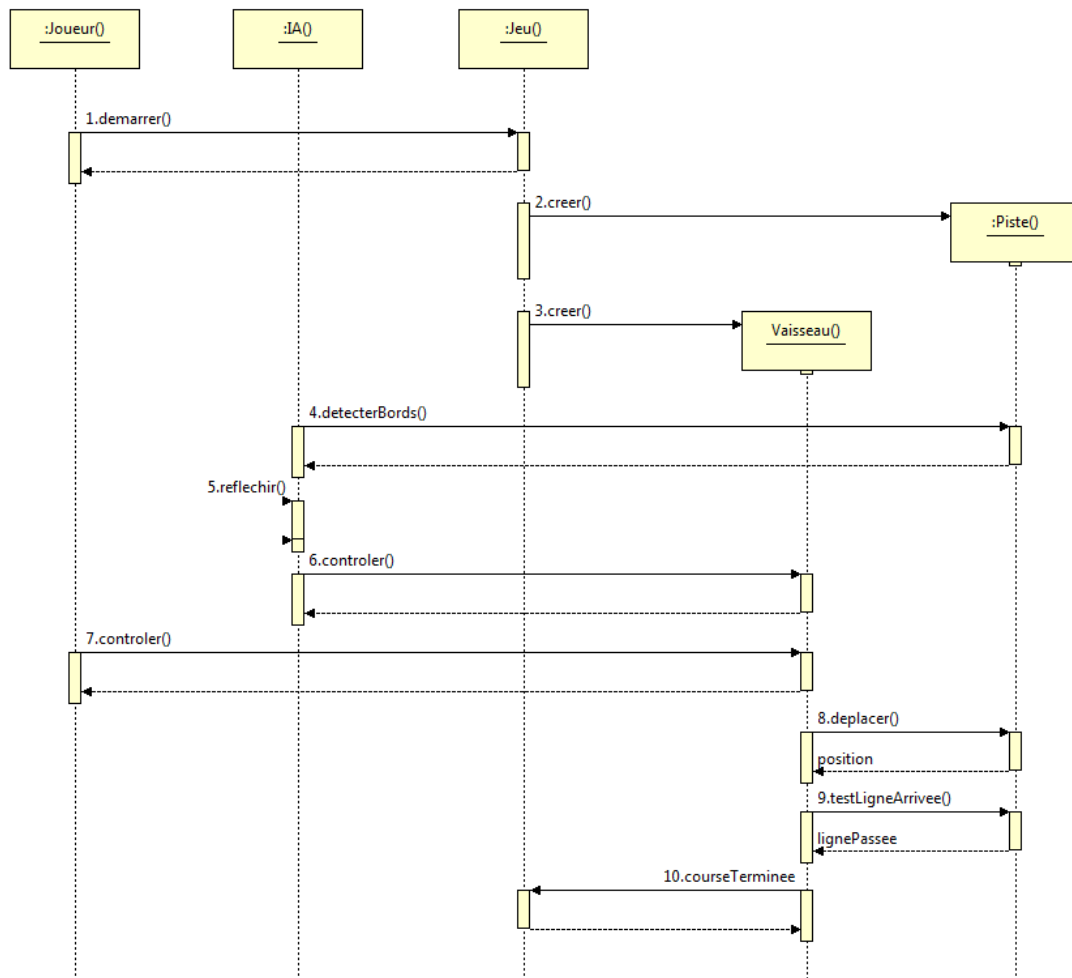 :Joueur()
:IA()
:Jeu()
1.demarrer()
2.creer()
:Piste()
3.creer()
Vaisseau()
4.detecterBords()
5.reflechir()
6.controler()
7.controler()
8.deplacer()
position
9.testLigneArrivee()
lignePassee
10.courseTerminee